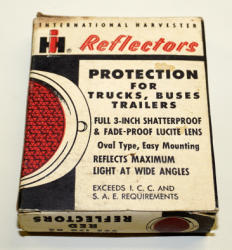 INTERNATIONAL HARVESTER
IH Reflectors
PROTECTION
FOR
TRUCKS, BUSES
TRAILERS
FULL 3-INCH SHATTERPROOF
& FADE-PROOF LUCITE LENS
Oval Type, Easy Mounting
REFLECTS MAXIMUM
LIGHT AT WIDE ANGLES
EXCEEDS I. C. C. AND
S. A. E. REQUIREMENTS
RED
REFLECTORS